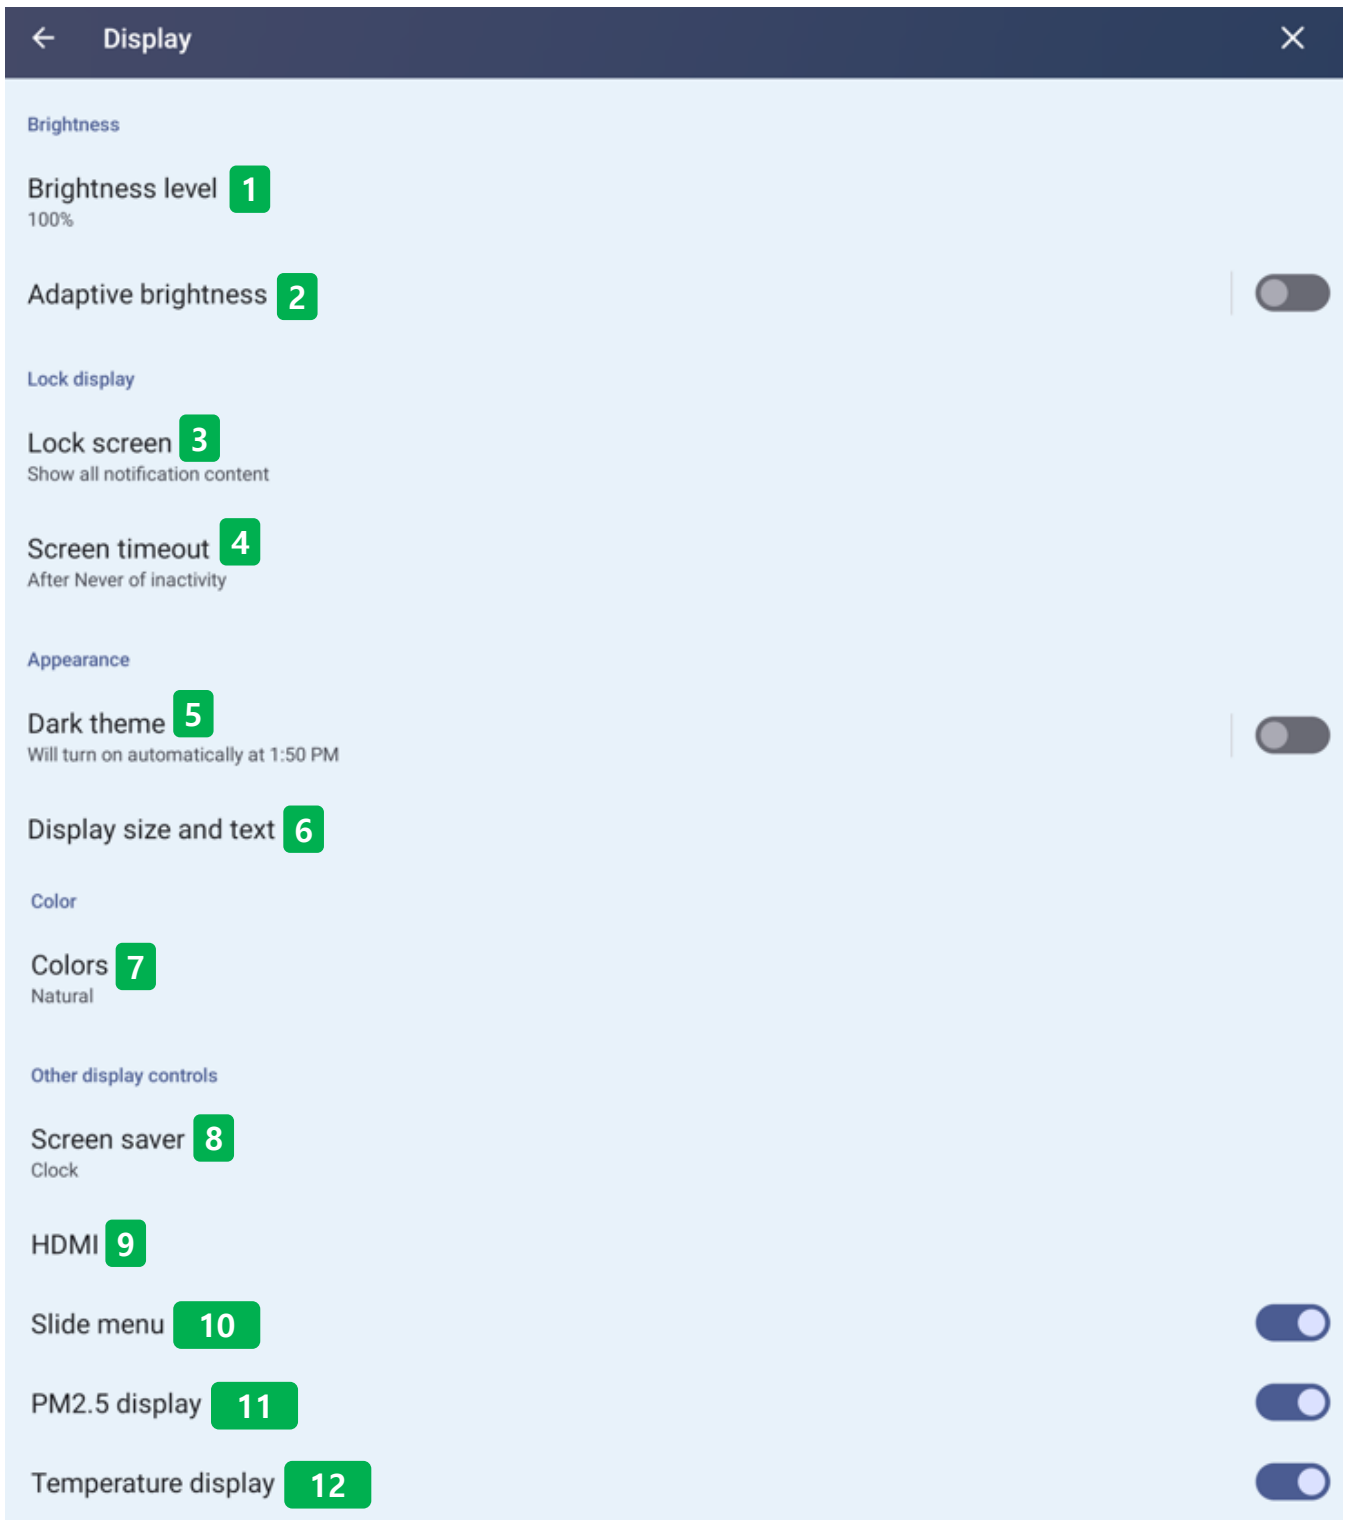 Display
Brightness
Brightness level 1
100%
Adaptive brightness 2
Lock display
Lock screen 3
Show all notification content
Screen timeout 4
After Never of inactivity
Appearance
Dark theme 5
Will turn on automatically at 1:50 PM
Display size and text 6
Color
Colors 7
Natural
Other display controls
Screen saver 8
Clock
HDMI 9
Slide menu 10
PM2.5 display 11
Temperature display 12